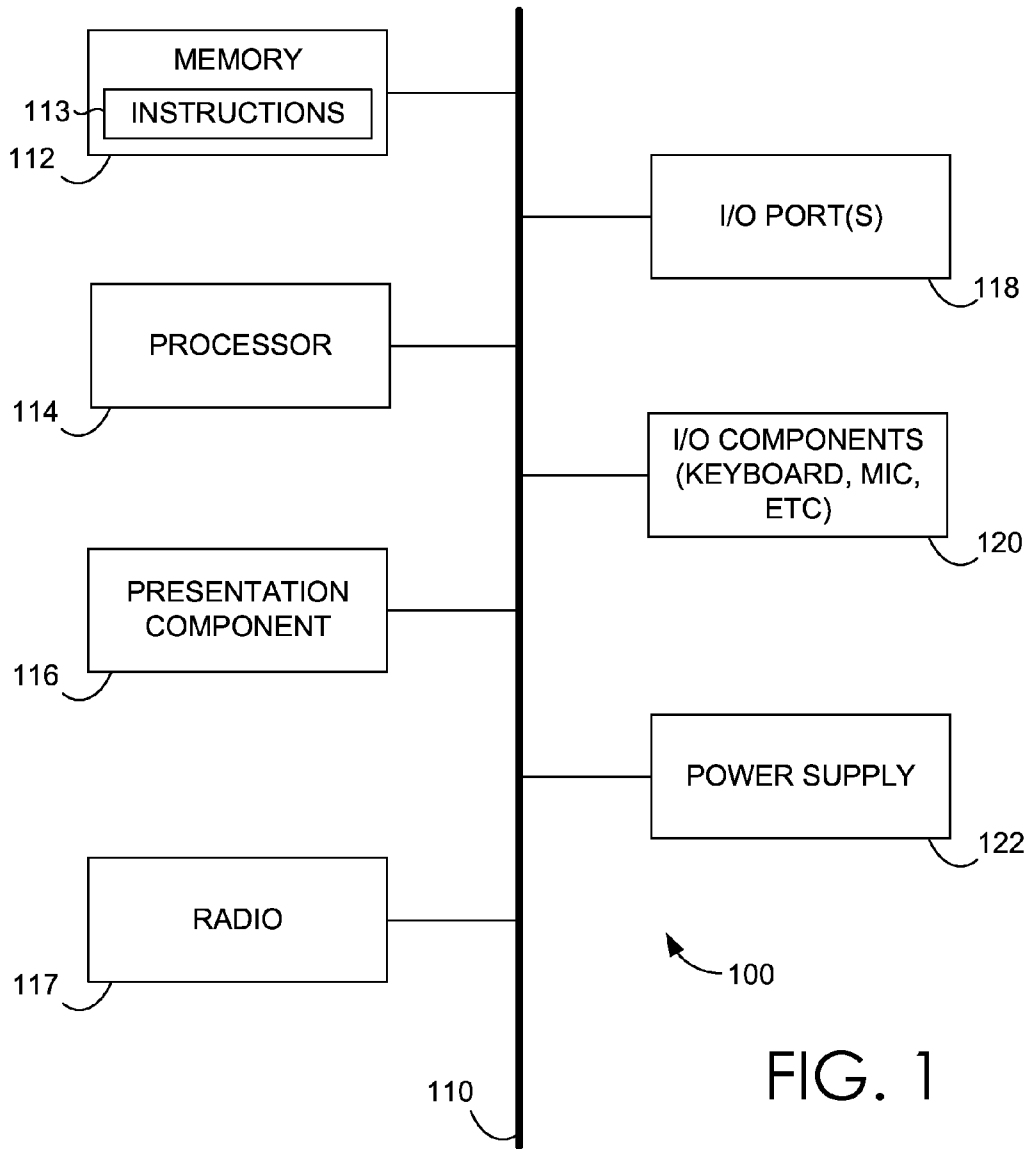 MEMORY
113
INSTRUCTIONS
112
I/O PORT(S)
118
PROCESSOR
114
I/O COMPONENTS
(KEYBOARD, MIC,
ETC)
120
PRESENTATION
COMPONENT
116
POWER SUPPLY
122
RADIO
117
100
110
FIG. 1